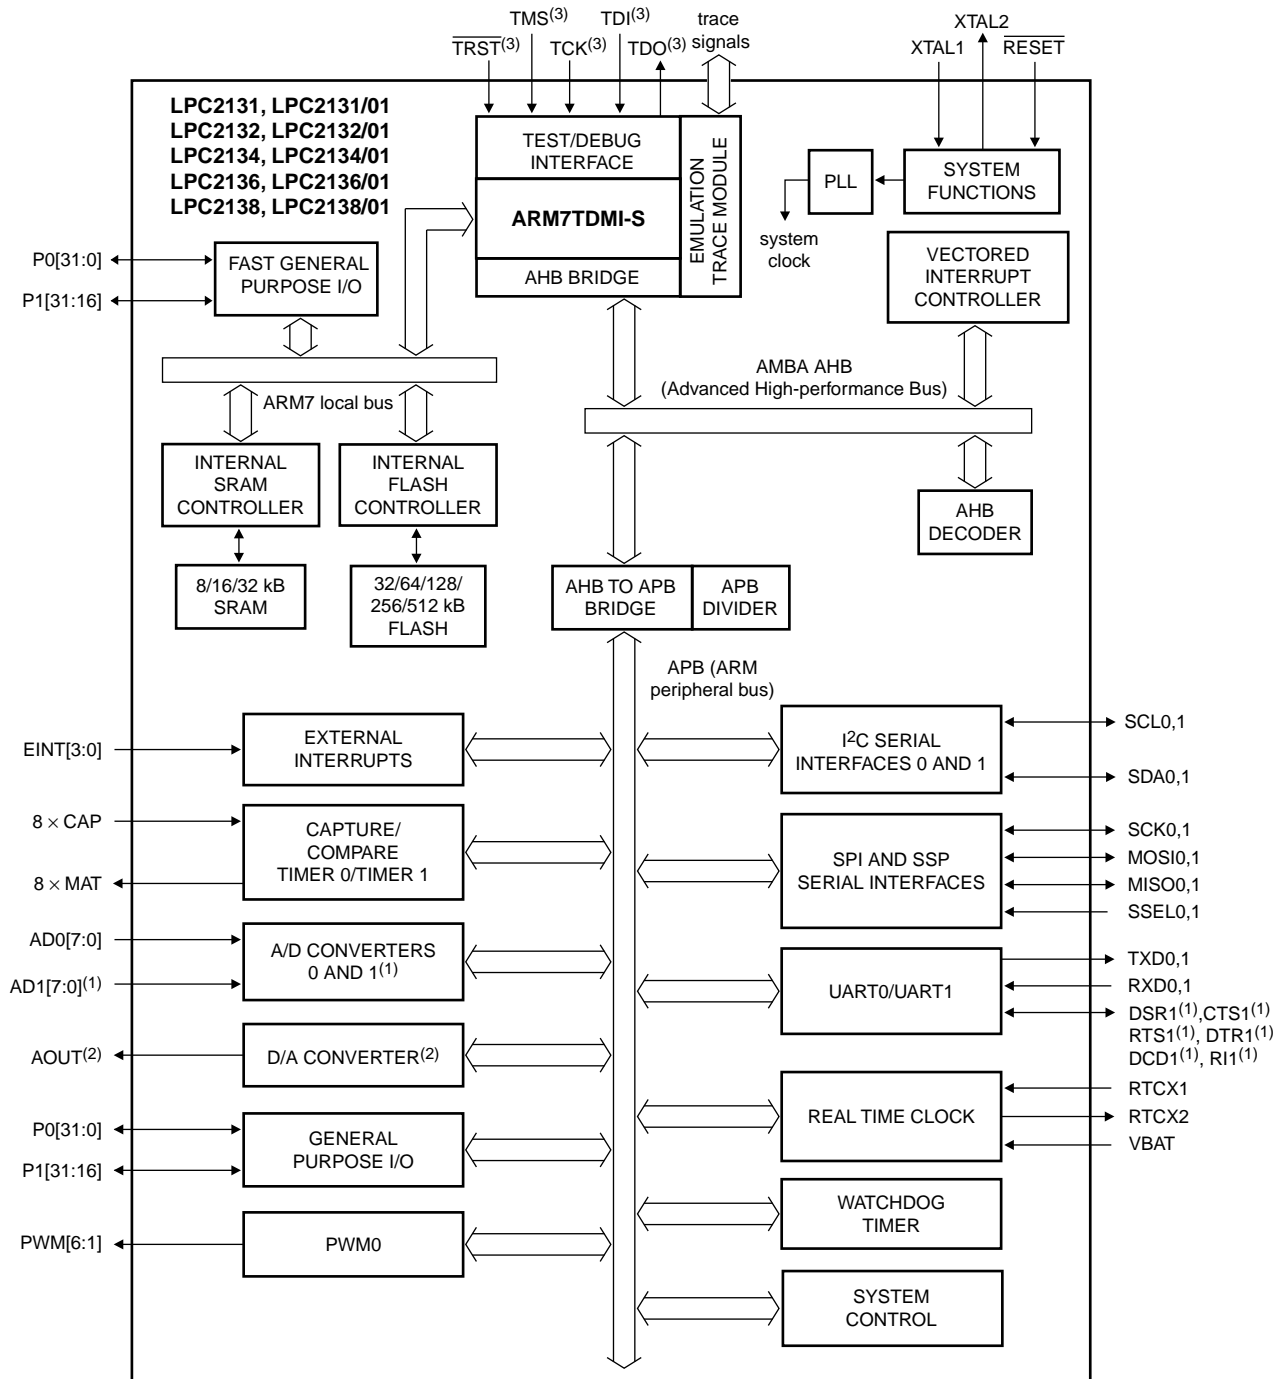 TMS(3)
TDI(3)
trace
signals
TRST(3)
TCK(3)
TDO(3)
XTAL2
XTAL1
RESET
LPC2131, LPC2131/01
LPC2132, LPC2132/01
LPC2134, LPC2134/01
LPC2136, LPC2136/01
LPC2138, LPC2138/01
TEST/DEBUG
INTERFACE
ARM7TDMI-S
AHB BRIDGE
EMULATION
TRACE MODULE
PLL
SYSTEM
FUNCTIONS
system
clock
VECTORED
INTERRUPT
CONTROLLER
P0[31:0]
P1[31:16]
FAST GENERAL
PURPOSE I/O
ARM7 local bus
AMBA AHB
(Advanced High-performance Bus)
INTERNAL
SRAM
CONTROLLER
INTERNAL
FLASH
CONTROLLER
AHB
DECODER
8/16/32 kB
SRAM
32/64/128/
256/512 kB
FLASH
AHB TO APB
BRIDGE
APB
DIVIDER
APB (ARM
peripheral bus)
EINT[3:0]
EXTERNAL
INTERRUPTS
I2C SERIAL
INTERFACES 0 AND 1
SCL0,1
SDA0,1
8 × CAP
8 × MAT
CAPTURE/
COMPARE
TIMER 0/TIMER 1
SPI AND SSP
SERIAL INTERFACES
SCK0,1
MOSI0,1
MISO0,1
SSEL0,1
AD0[7:0]
AD1[7:0](1)
A/D CONVERTERS
0 AND 1(1)
UART0/UART1
TXD0,1
RXD0,1
DSR1(1),CTS1(1)
RTS1(1), DTR1(1)
DCD1(1), RI1(1)
AOUT(2)
D/A CONVERTER(2)
REAL TIME CLOCK
RTCX1
RTCX2
VBAT
P0[31:0]
P1[31:16]
GENERAL
PURPOSE I/O
WATCHDOG
TIMER
PWM[6:1]
PWM0
SYSTEM
CONTROL